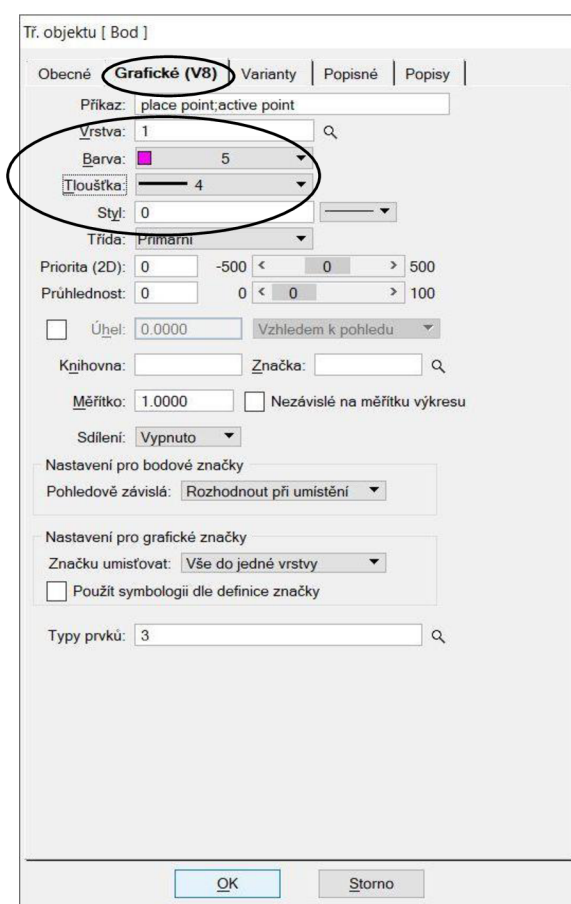 Tř. objektu [ Bod ]
Obecné Grafické (V8) Varianty Popisné Popisy
Příkaz: place point;active point
Vrstva: 1
Barva: 5
Tloušťka: 4
Styl: 0
Třída: Primární
Priorita (2D): 0 -500 < 0 > 500
Průhlednost: 0 0 < 0 > 100
Úhel: 0.0000 Vzhledem k pohledu
Knihovna: Značka:
Měřítko: 1.0000 Nezávislé na měřítku výkresu
Sdílení: Vypnuto
Nastavení pro bodové značky
Pohledově závislá: Rozhodnout při umístění
Nastavení pro grafické značky
Značku umisťovat: Vše do jedné vrstvy
Použít symbologii dle definice značky
Typy prvků: 3
OK Storno